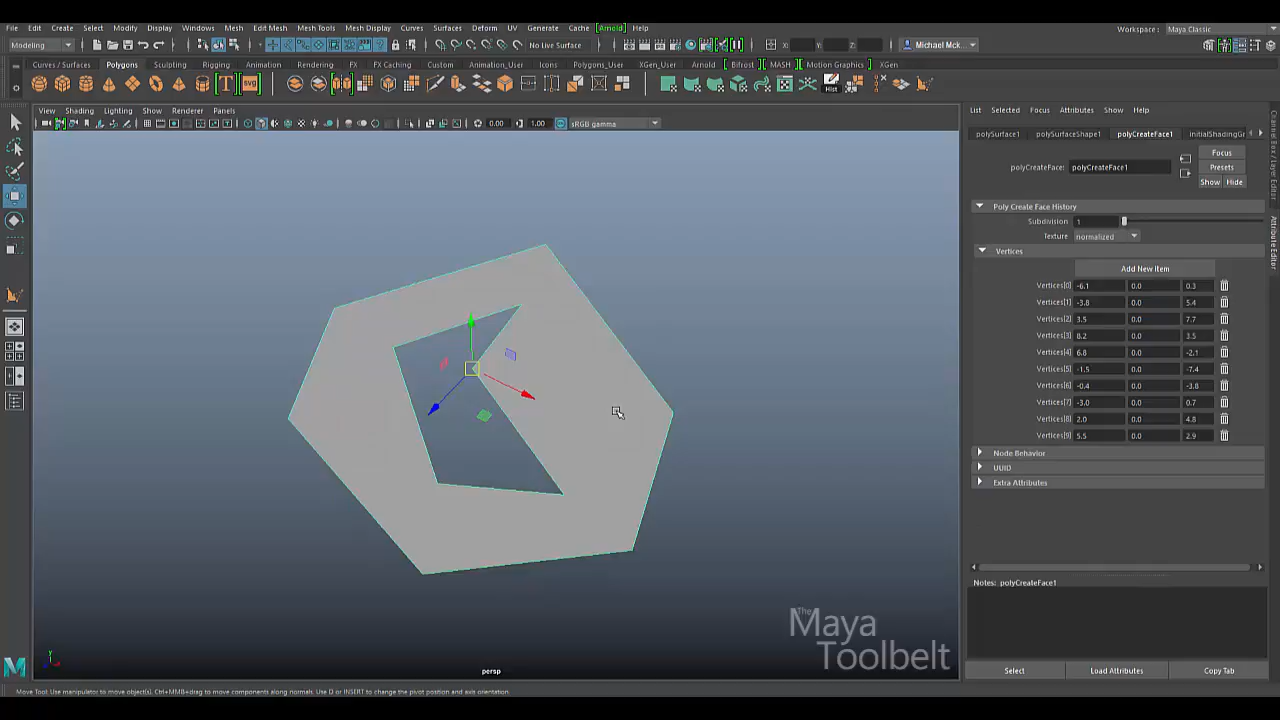 File Edit Create Select Modify Display Windows Mesh Edit Mesh Mesh Tools Mesh Display Curves Surfaces Deform UV Generate Cache Arnold Help
Workspace: Maya Classic
Modeling
No Live Surface
X: Y: Z:
Michael Mck...
Curves / Surfaces Polygons Sculpting Rigging Animation Rendering FX FX Caching Custom Animation_User Icons Polygons_User XGen_User Arnold Bifrost MASH Motion Graphics XGen
T svg Hist
View Shading Lighting Show Renderer Panels
List Selected Focus Attributes Show Help
0.00 1.00 sRGB gamma
polySurface1 polySurfaceShape1 polyCreateFace1 initialShadingGr
Focus
polyCreateFace: polyCreateFace1
Presets
Show Hide
Poly Create Face History
Subdivision 1
Texture normalized
Vertices
Add New Item
Vertices[0] -6.1 0.0 0.3
Vertices[1] -3.8 0.0 5.4
Vertices[2] 3.5 0.0 7.7
Vertices[3] 8.2 0.0 3.5
Vertices[4] 6.8 0.0 -2.1
Vertices[5] -1.5 0.0 -7.4
Vertices[6] -0.4 0.0 -3.8
Vertices[7] -3.0 0.0 0.7
Vertices[8] 2.0 0.0 4.8
Vertices[9] 5.5 0.0 2.9
Node Behavior
UUID
Extra Attributes
Channel Box / Layer Editor
Attribute Editor
Notes: polyCreateFace1
The Maya
Toolbelt
y
persp
Select Load Attributes Copy Tab
Move Tool: Use manipulator to move object(s). Ctrl+MMB+drag to move components along normals. Use D or INSERT to change the pivot position and axis orientation.